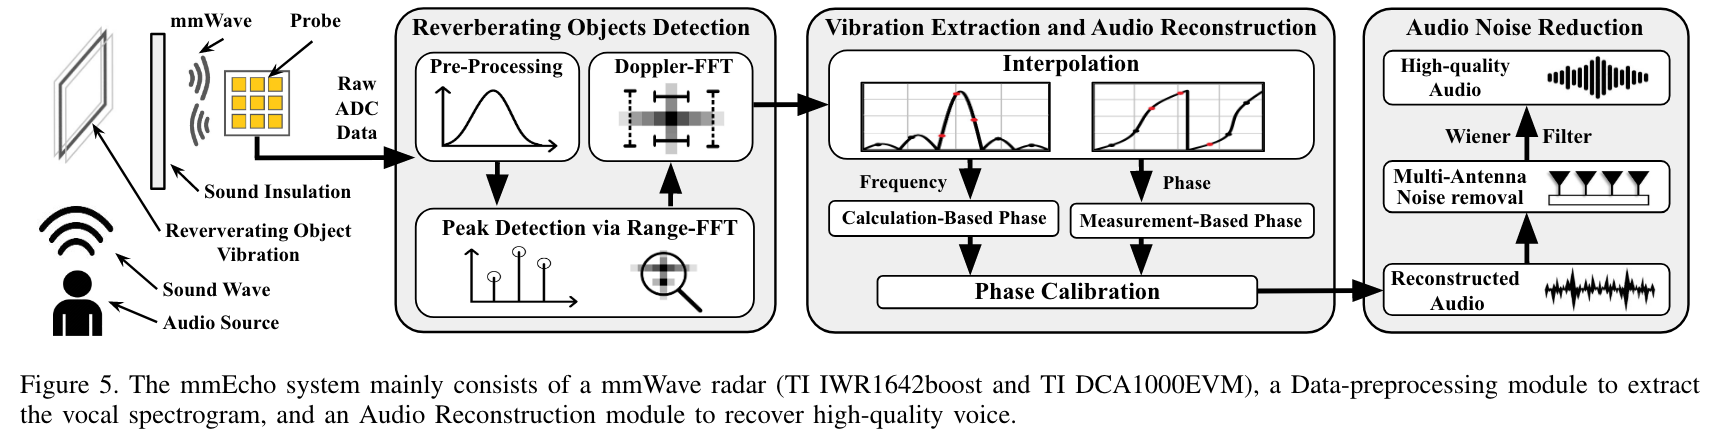 mmWave
Probe
Raw
ADC
Data
Sound Insulation
Reververating Object
Vibration
Sound Wave
Audio Source
Reverberating Objects Detection
Pre-Processing
Doppler-FFT
Peak Detection via Range-FFT
Vibration Extraction and Audio Reconstruction
Interpolation
Frequency
Phase
Calculation-Based Phase
Measurement-Based Phase
Phase Calibration
Audio Noise Reduction
High-quality
Audio
Wiener Filter
Multi-Antenna
Noise removal
Reconstructed
Audio
Figure 5. The mmEcho system mainly consists of a mmWave radar (TI IWR1642boost and TI DCA1000EVM), a Data-preprocessing module to extract
the vocal spectrogram, and an Audio Reconstruction module to recover high-quality voice.